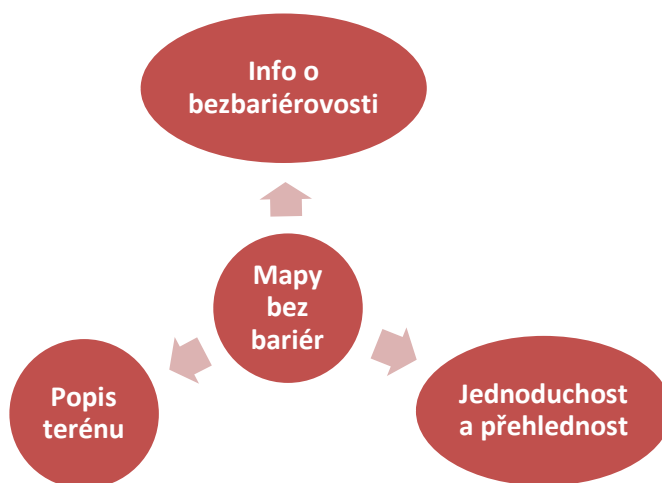 Info o
bezbariérovosti
Mapy
bez
bariér
Popis
terénu
Jednoduchost
a přehlednost